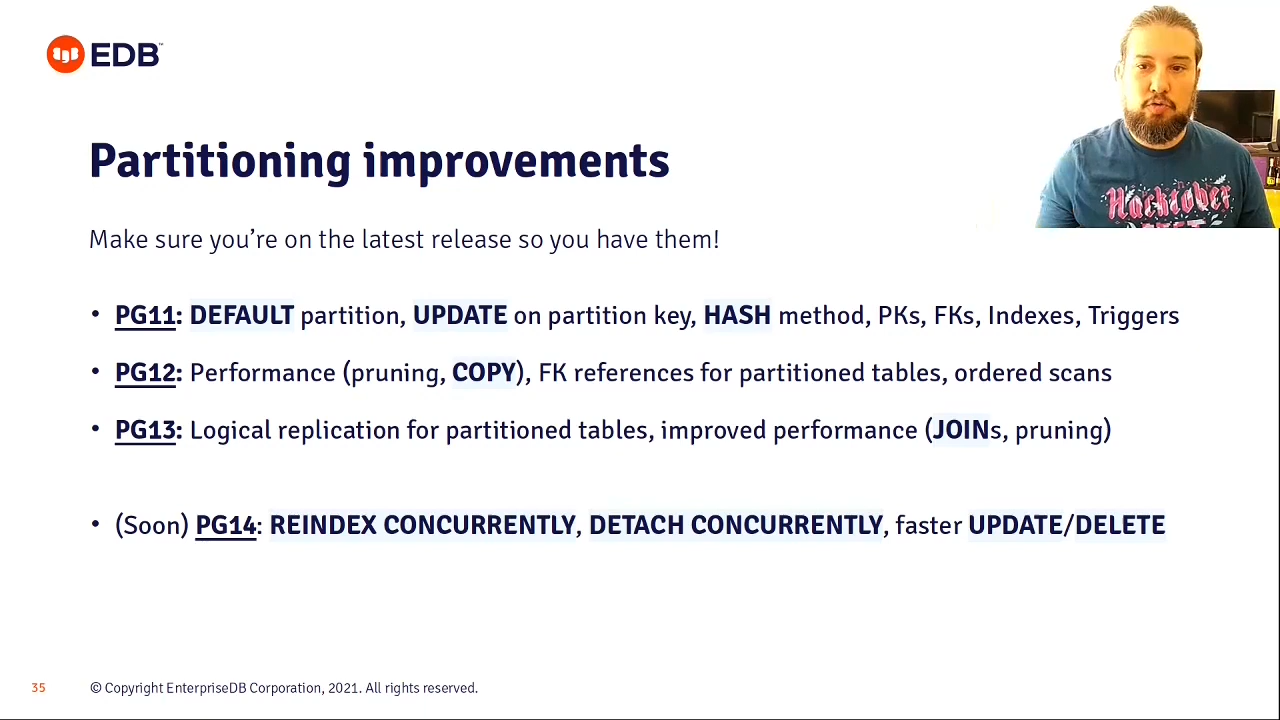 EDB™
Partitioning improvements
Make sure you’re on the latest release so you have them!
• PG11: DEFAULT partition, UPDATE on partition key, HASH method, PKs, FKs, Indexes, Triggers
• PG12: Performance (pruning, COPY), FK references for partitioned tables, ordered scans
• PG13: Logical replication for partitioned tables, improved performance (JOINs, pruning)
• (Soon) PG14: REINDEX CONCURRENTLY, DETACH CONCURRENTLY, faster UPDATE/DELETE
Hacktober
35 © Copyright EnterpriseDB Corporation, 2021. All rights reserved.